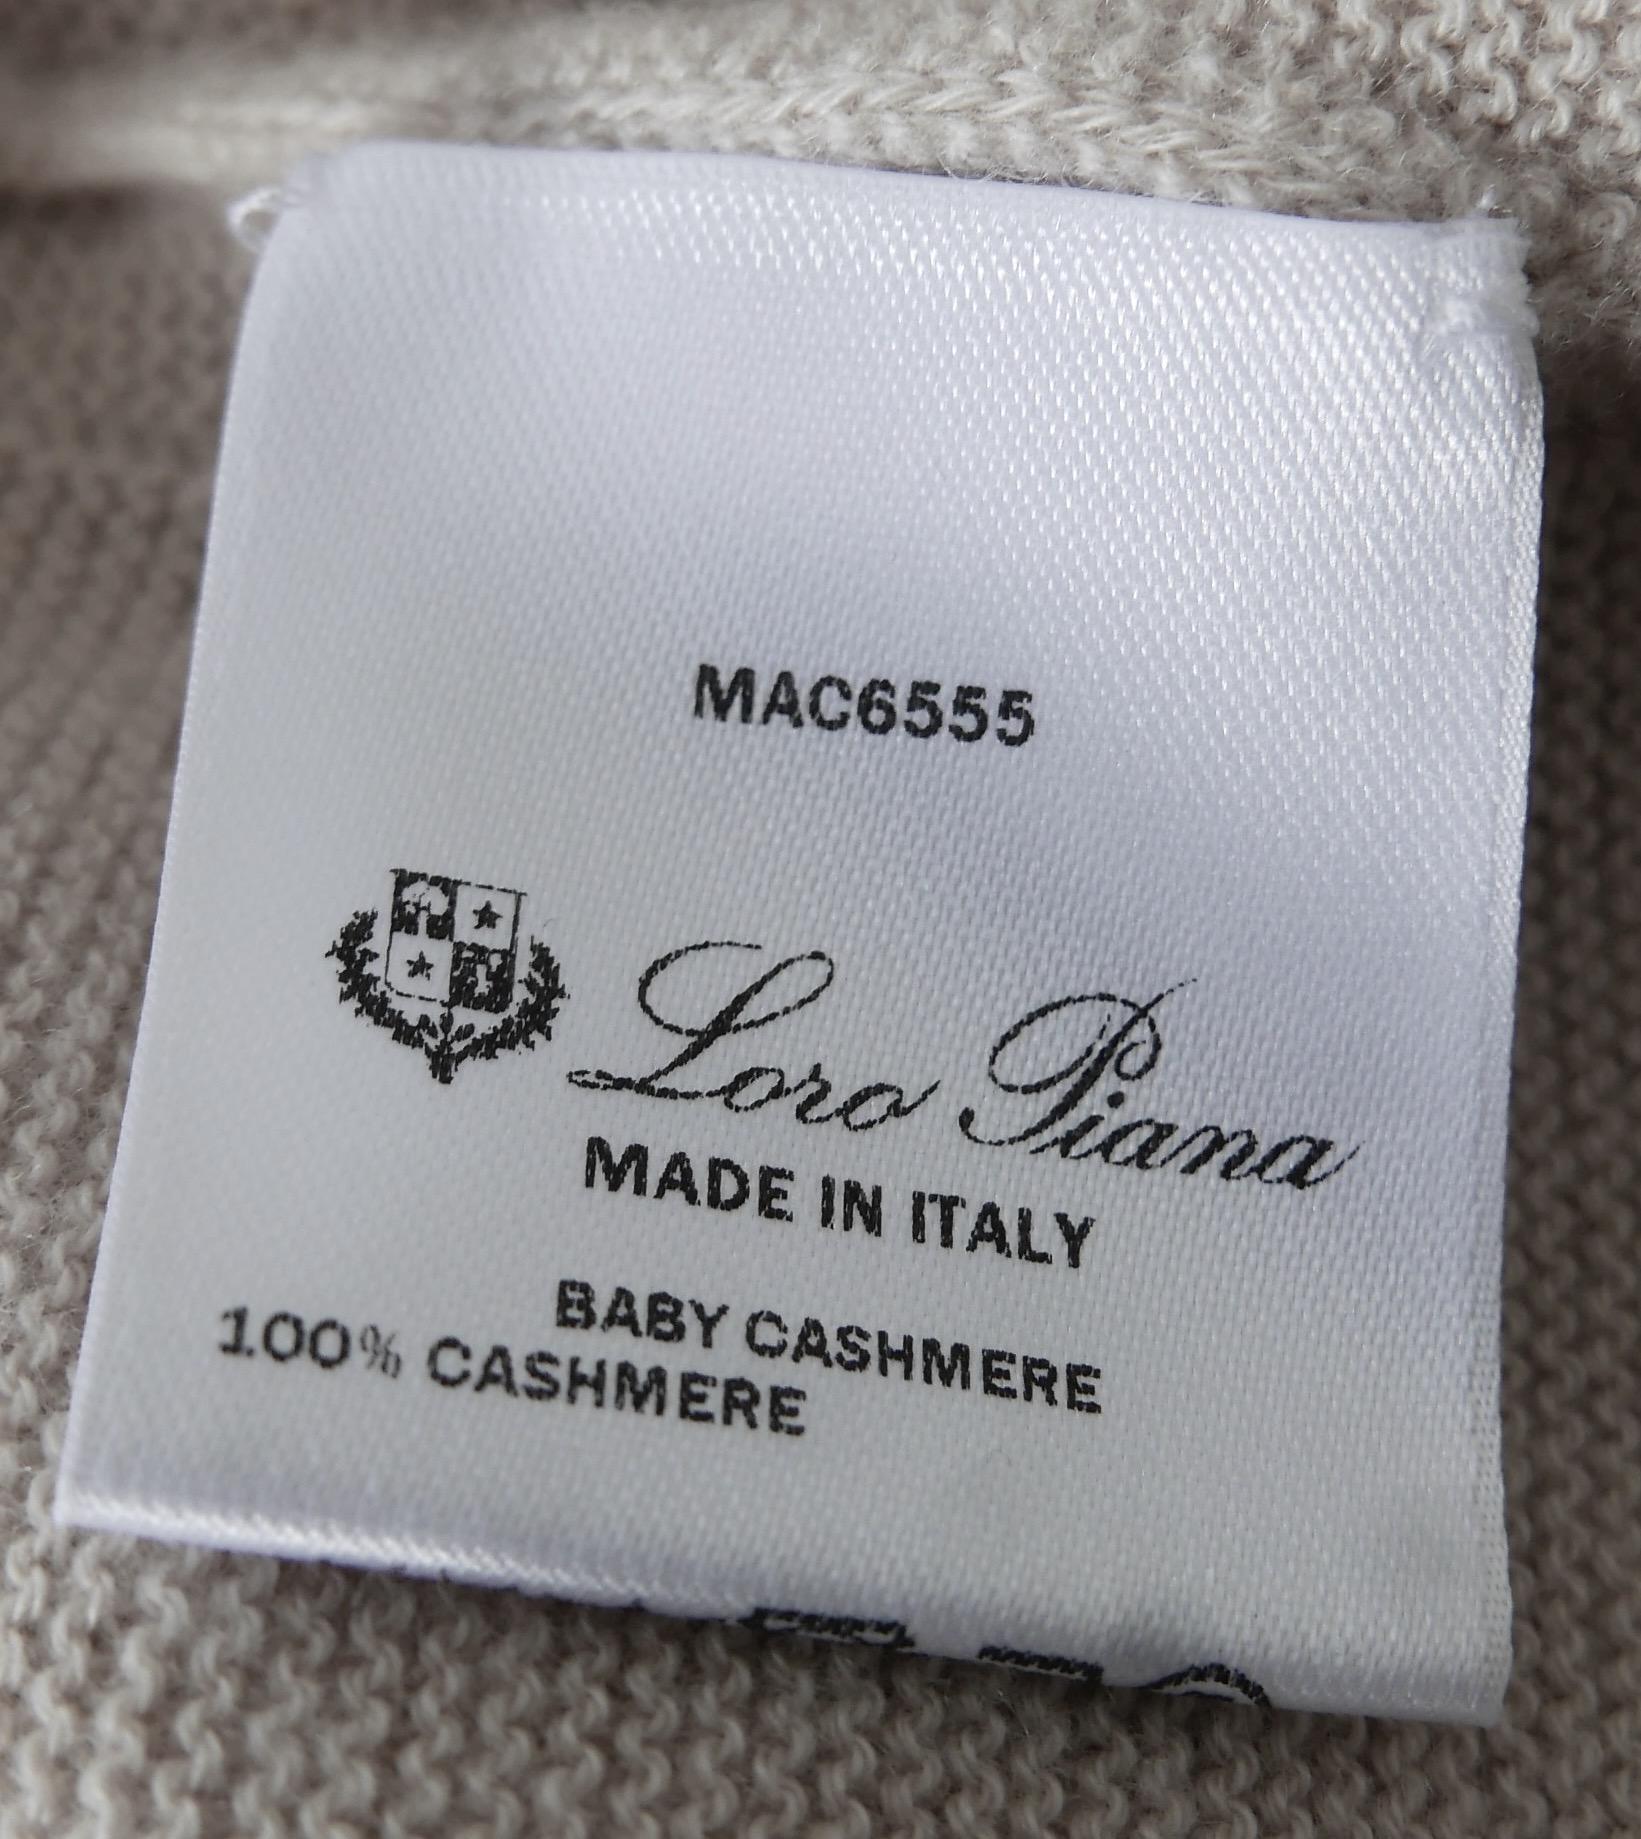 MAC6555
Loro Piana
MADE IN ITALY
BABY CASHMERE
100% CASHMERE